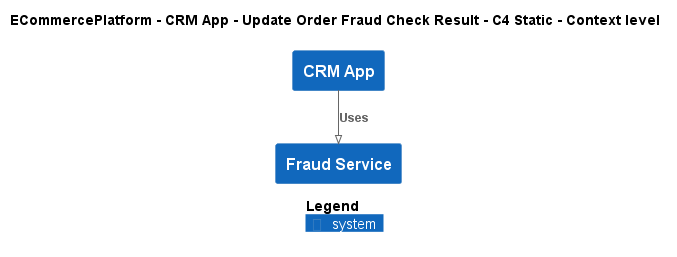 ECommercePlatform - CRM App - Update Order Fraud Check Result - C4 Static - Context level
CRM App
Uses
Fraud Service
Legend
system